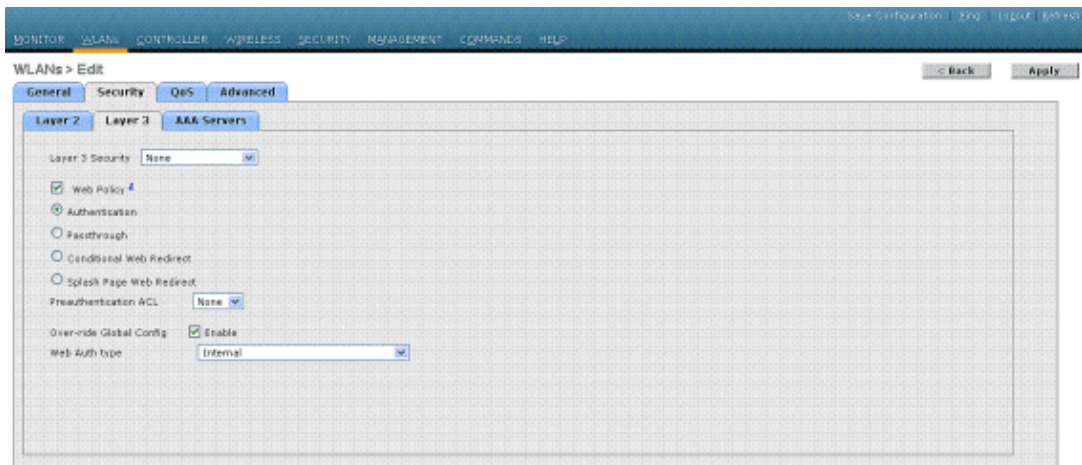 Save Configuration | Ping | Logout | Refresh
MONITOR WLANs CONTROLLER WIRELESS SECURITY MANAGEMENT COMMANDS HELP
WLANs > Edit
< Back Apply
General Security QoS Advanced
Layer 2 Layer 3 AAA Servers
Layer 3 Security None
Web Policy
Authentication
Passthrough
Conditional Web Redirect
Splash Page Web Redirect
Preauthentication ACL None
Over-ride Global Config Enable
Web Auth type Internal